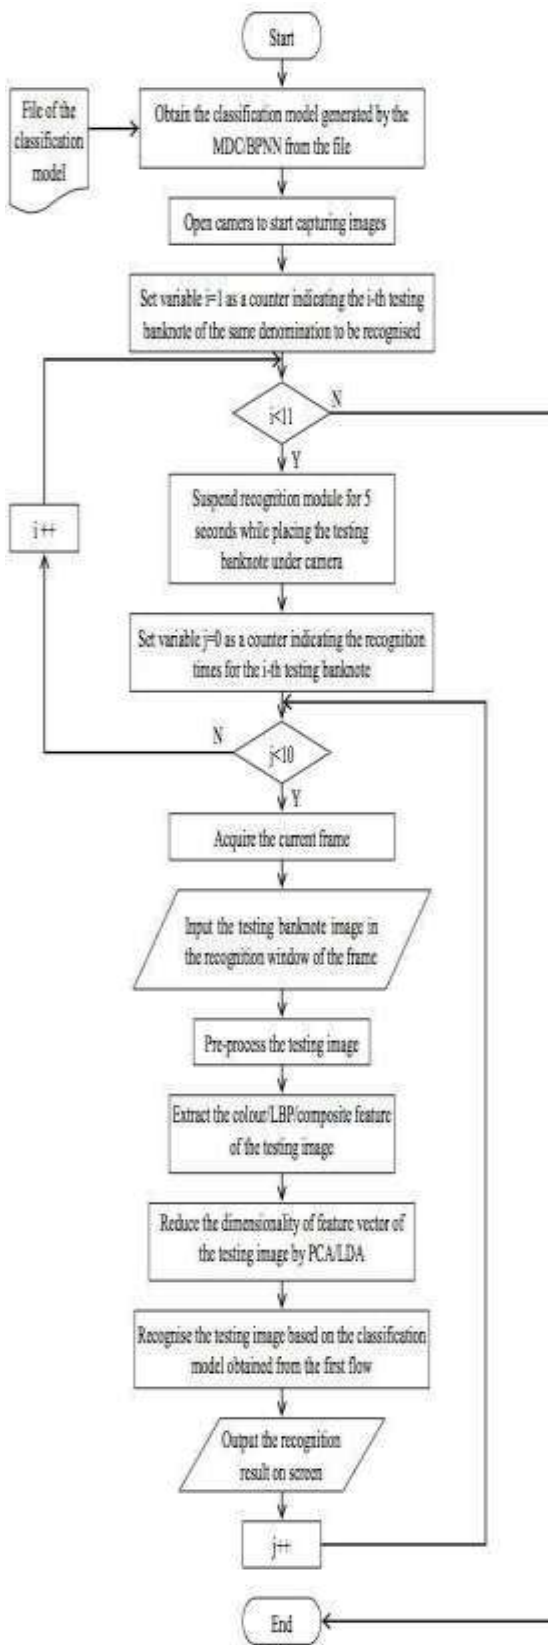 Start
File of the
classification
model
Obtain the classification model generated by the
MDC/BPNN from the file
Open camera to start capturing images
Set variable i=1 as a counter indicating the i-th testing
banknote of the same denomination to be recognised
i<11
N
Y
Suspend recognition module for 5
seconds while placing the testing
banknote under camera
i ++
Set variable j=0 as a counter indicating the recognition
times for the i-th testing banknote
N
j<10
Y
Acquire the current frame
Input the testing banknote image in
the recognition window of the frame
Pre-process the testing image
Extract the colour/LBP/composite feature
of the testing image
Reduce the dimensionality of feature vector of
the testing image by PCA/LDA
Recognise the testing image based on the classification
model obtained from the first flow
Output the recognition
result on screen
j++
End